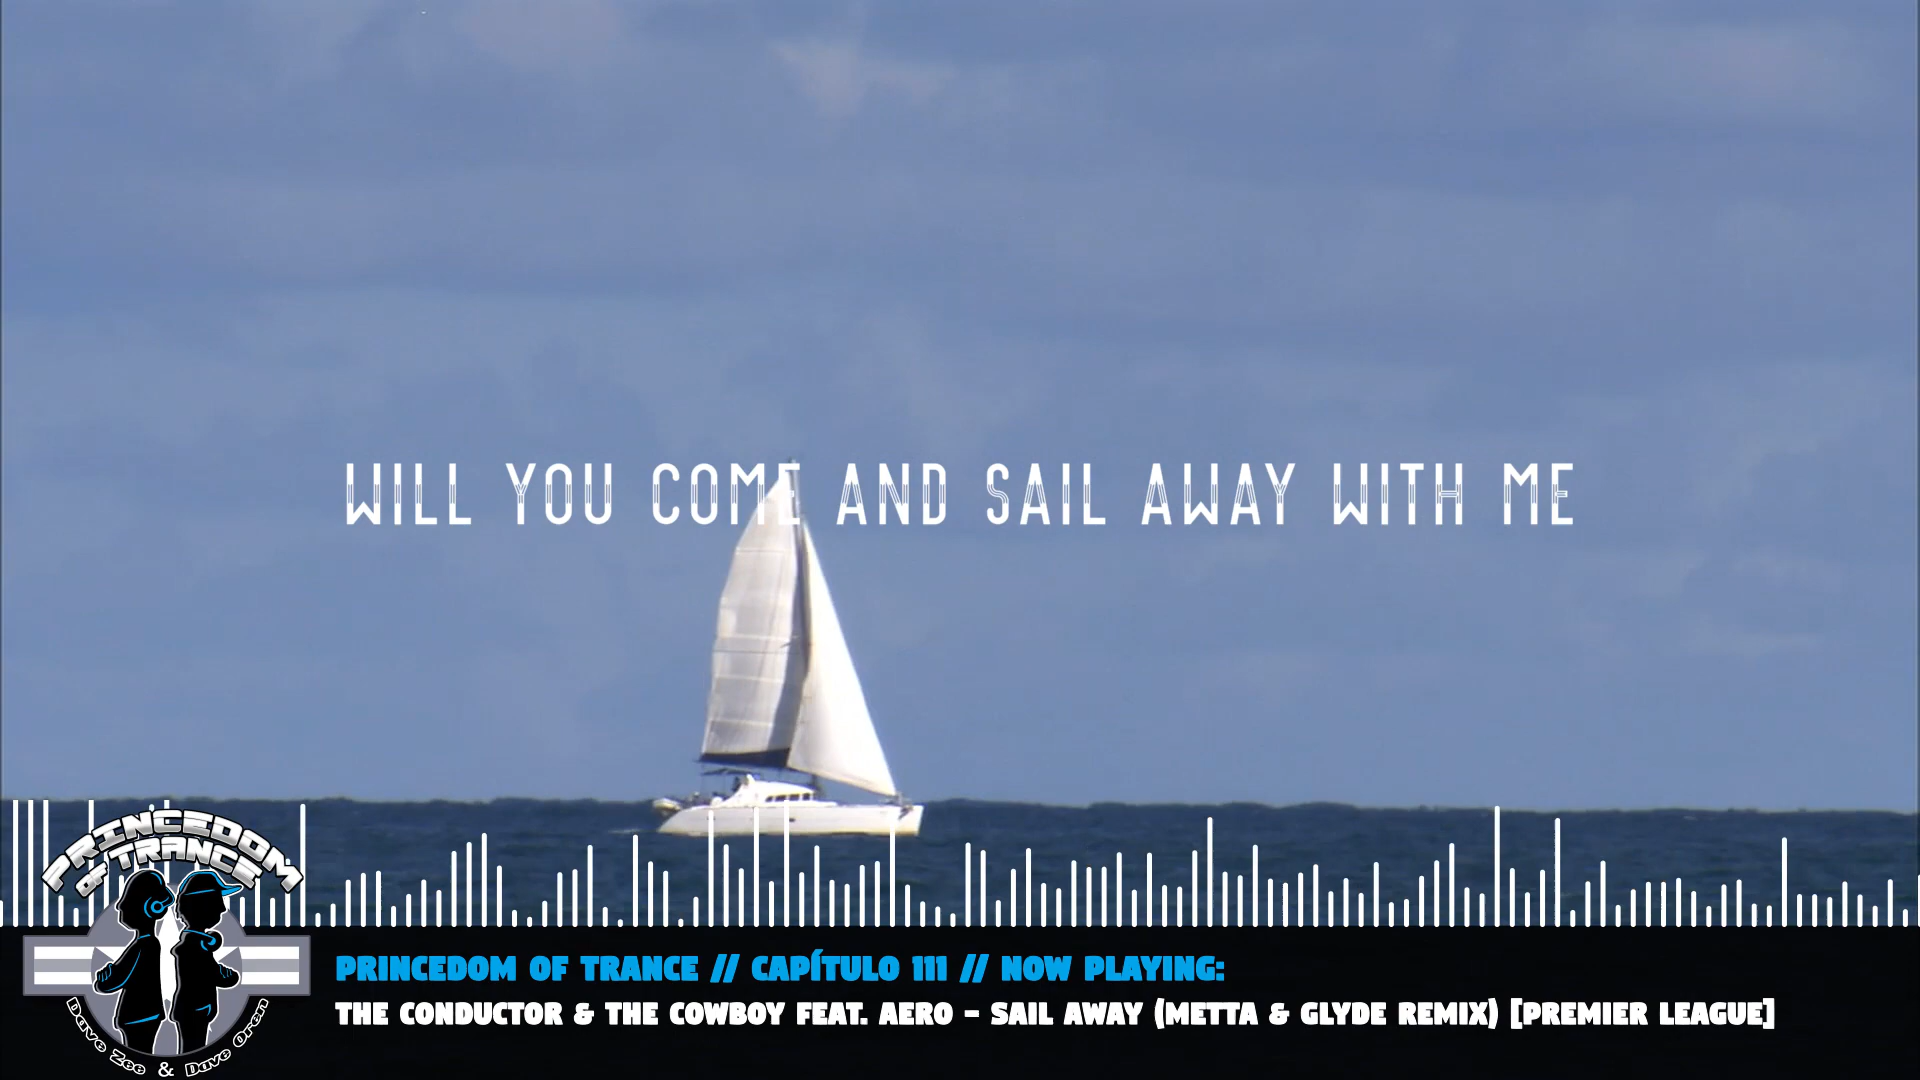 WILL YOU COME AND SAIL AWAY WITH ME
PRINCEDOM
& TRANCE
Dave Zee & Dave Oren
PRINCEDOM OF TRANCE // CAPÍTULO 111 // NOW PLAYING:
THE CONDUCTOR & THE COWBOY FEAT. AERO - SAIL AWAY (METTA & GLYDE REMIX) [PREMIER LEAGUE]